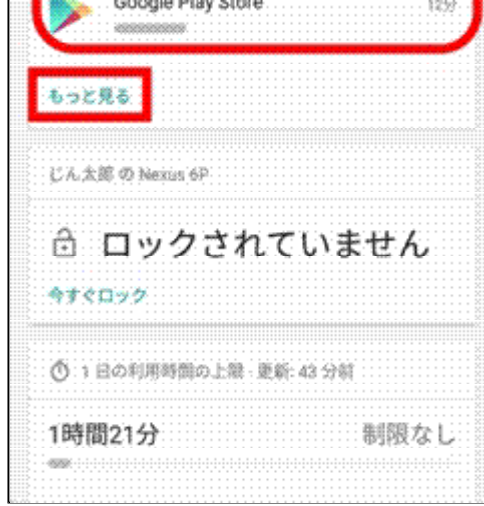 Google Play Store 12分
もっと見る
じん太郎 の Nexus 6P
ロックされていません
今すぐロック
1 日の利用時間の上限 · 更新: 43 分前
1時間21分 制限なし